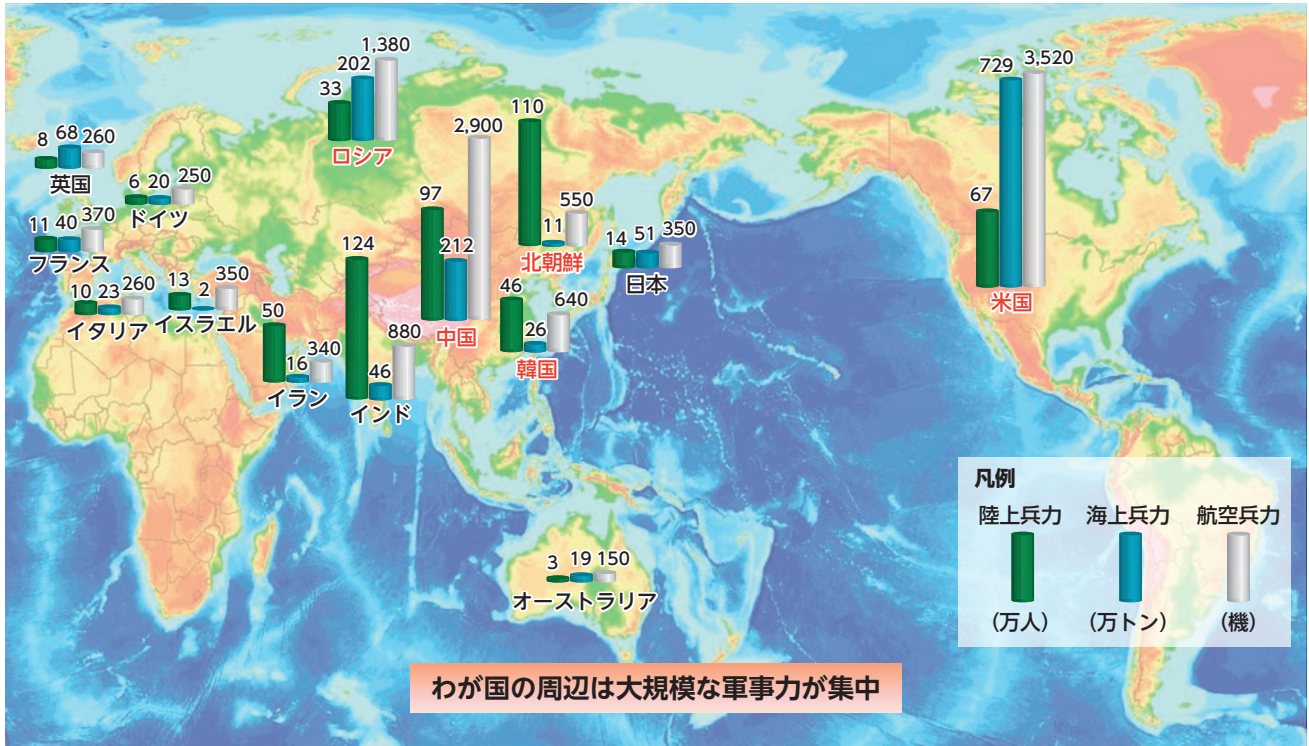 1,380
202
33
ロシア
8 68 260
英国
6 20 250
ドイツ
11 40 370
フランス
10 23 260
イタリア
13
2
350
イスラエル
50
16
340
イラン
124
46
880
インド
97
212
2,900
中国
110
11
550
北朝鮮
46
26
640
韓国
14 51 350
日本
67
729
3,520
米国
3 19 150
オーストラリア
凡例
陸上兵力 海上兵力 航空兵力
（万人） （万トン） （機）
わが国の周辺は大規模な軍事力が集中